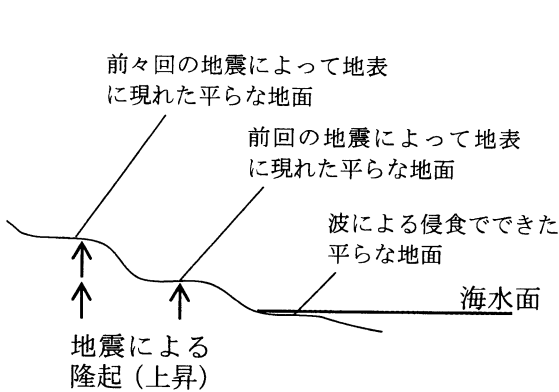 前々回の地震によって地表
に現れた平らな地面
前回の地震によって地表
に現れた平らな地面
波による侵食でできた
平らな地面
海水面
地震による
隆起（上昇）